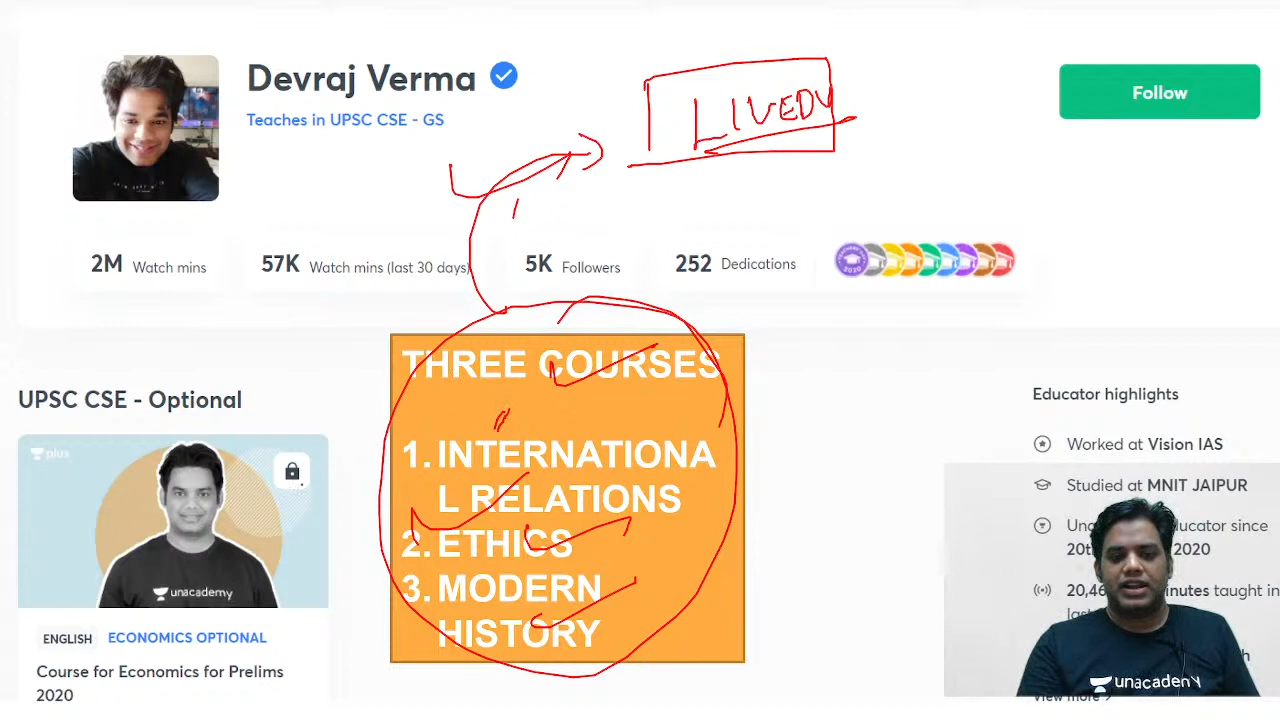 Devraj Verma
Teaches in UPSC CSE - GS
LIVEDV
Follow
2M Watch mins
57K Watch mins (last 30 days)
5K Followers
252 Dedications
THREE COURSES
1. INTERNATIONA
L RELATIONS
2. ETHICS
3. MODERN
HISTORY
UPSC CSE - Optional
plus
unacademy
ENGLISH ECONOMICS OPTIONAL
Course for Economics for Prelims
2020
Educator highlights
Worked at Vision IAS
Studied at MNIT JAIPUR
since
2020
taught in
unacademy